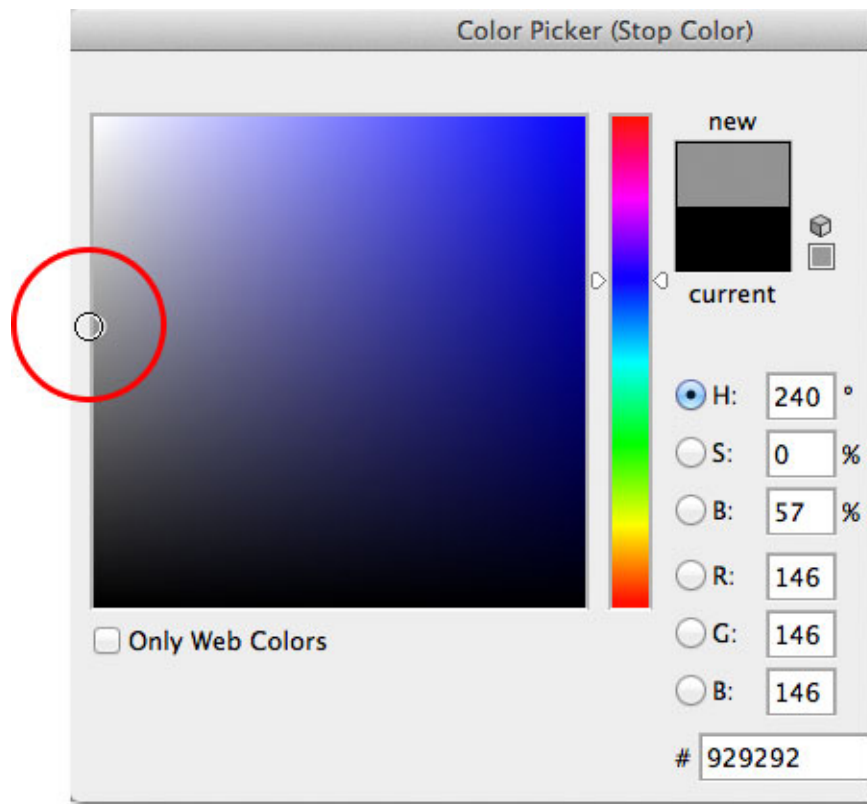 Color Picker (Stop Color)
new
current
H: 240 °
S: 0 %
B: 57 %
R: 146
G: 146
B: 146
# 929292
Only Web Colors